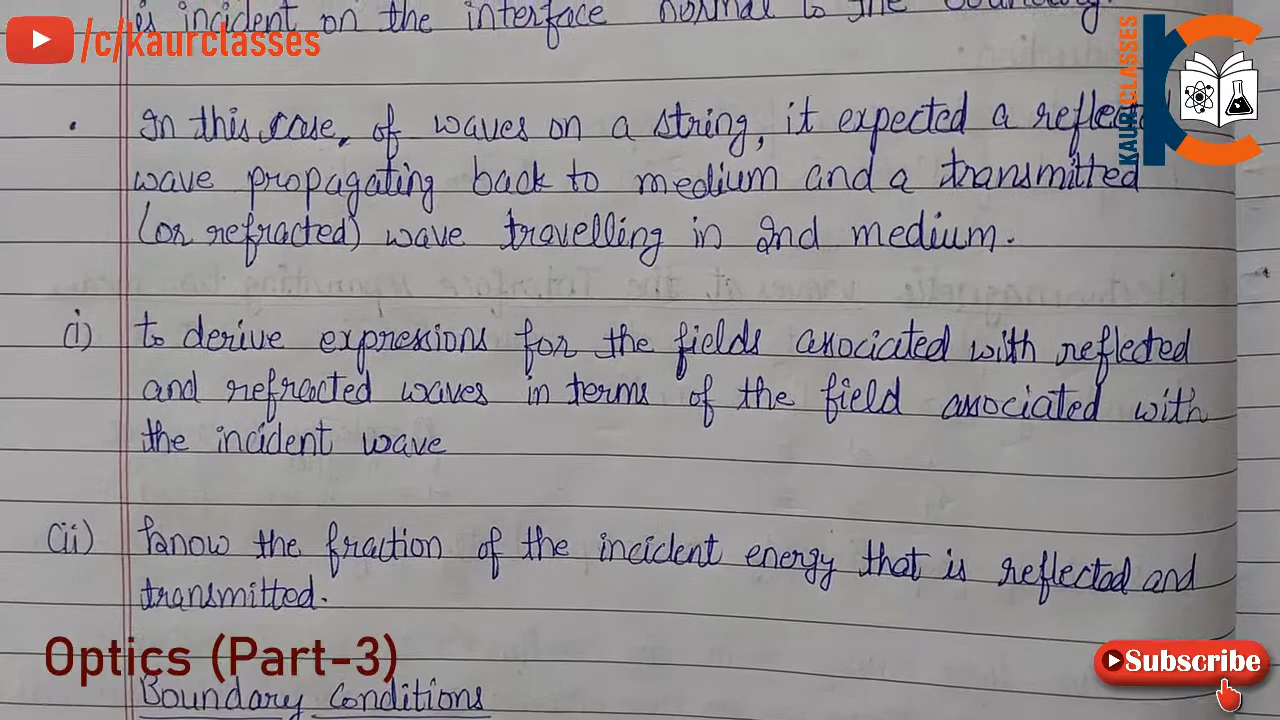 is incident on the interface normal to the boundary.
/c/kaurclasses
KAUR CLASSES
. In this case, of waves on a string, it expected a reflected
wave propagating back to medium and a transmitted
(or refracted) wave travelling in 2nd medium.
(i) to derive expressions for the fields associated with reflected
and refracted waves in terms of the field associated with
the incident wave
(ii) know the fraction of the incident energy that is reflected and
transmitted.
Optics (Part-3)
Subscribe
Boundary Conditions